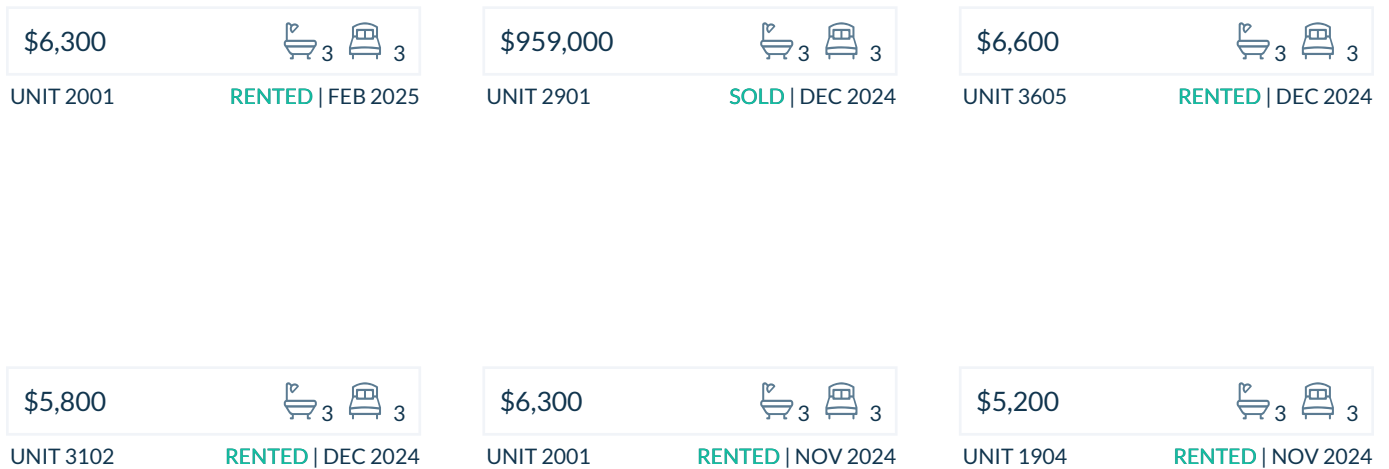 $6,300 3 3
UNIT 2001 RENTED | FEB 2025
$959,000 3 3
UNIT 2901 SOLD | DEC 2024
$6,600 3 3
UNIT 3605 RENTED | DEC 2024
$5,800 3 3
UNIT 3102 RENTED | DEC 2024
$6,300 3 3
UNIT 2001 RENTED | NOV 2024
$5,200 3 3
UNIT 1904 RENTED | NOV 2024